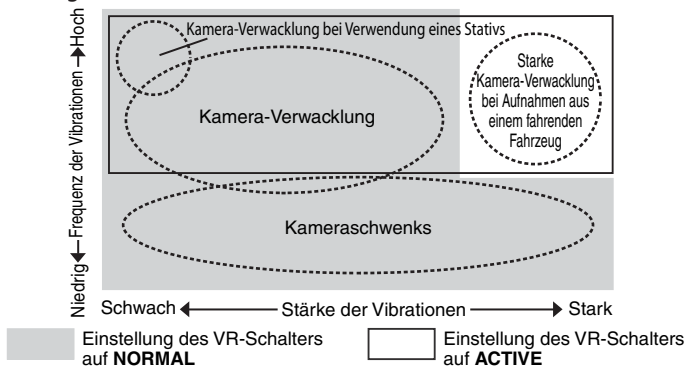 Kamera-Verwacklung bei Verwendung eines Stativs
Starke
Kamera-Verwacklung
bei Aufnahmen aus
einem fahrenden
Fahrzeug
Kamera-Verwacklung
Kameraschwenks
Niedrig
Frequenz der Vibrationen
Hoch
Schwach
Stärke der Vibrationen
Stark
Einstellung des VR-Schalters
auf NORMAL
Einstellung des VR-Schalters
auf ACTIVE